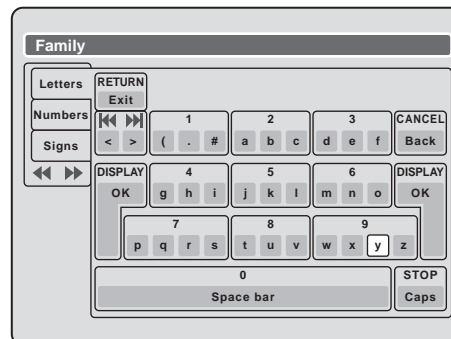 Family
Letters
Numbers
Signs
RETURN
Exit
< >
1
( . #
2
a b c
3
d e f
CANCEL
Back
DISPLAY
OK
4
g h i
5
j k l
6
m n o
DISPLAY
OK
7
p q r s
8
t u v
9
w x y z
0
Space bar
STOP
Caps